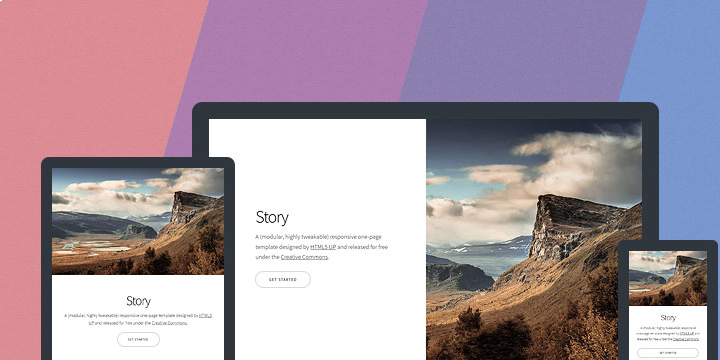 Story
A (modular, highly tweakable) responsive one-page
template designed by HTML5 UP and released for free
under the Creative Commons.
GET STARTED
Story
A (modular, highly tweakable) responsive one-page template designed by HTML5
UP and released for free under the Creative Commons.
GET STARTED
Story
A (modular, highly tweakable) responsive
one-page template designed by HTML5 UP and
released for free under the Creative Commons.
GET STARTED